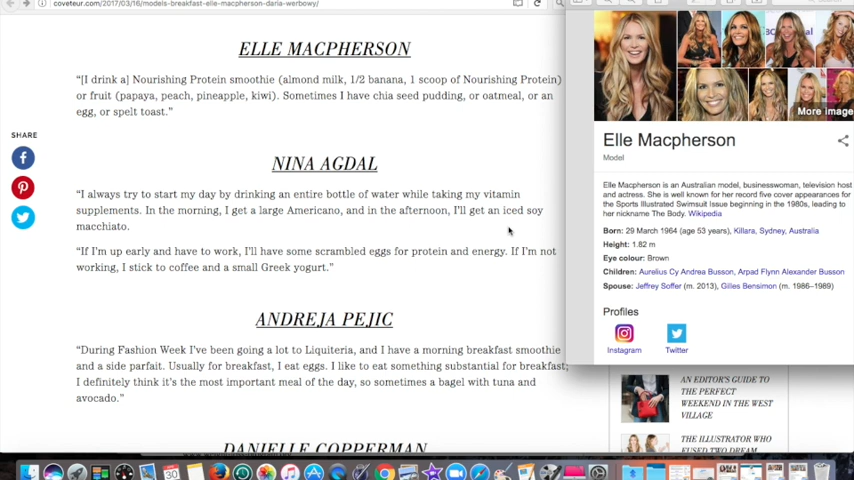 coveteur.com/2017/03/16/models-breakfast-elle-macpherson-daria-werbowy/
ELLE MACPHERSON
“[I drink a] Nourishing Protein smoothie (almond milk, 1/2 banana, 1 scoop of Nourishing Protein)
or fruit (papaya, peach, pineapple, kiwi). Sometimes I have chia seed pudding, or oatmeal, or an
egg, or spelt toast.”
SHARE
NINA AGDAL
“I always try to start my day by drinking an entire bottle of water while taking my vitamin
supplements. In the morning, I get a large Americano, and in the afternoon, I’ll get an iced soy
macchiato.
“If I’m up early and have to work, I’ll have some scrambled eggs for protein and energy. If I’m not
working, I stick to coffee and a small Greek yogurt.”
ANDREJA PEJIC
“During Fashion Week I’ve been going a lot to Liquiteria, and I have a morning breakfast smoothie
and a side parfait. Usually for breakfast, I eat eggs. I like to eat something substantial for breakfast;
I definitely think it’s the most important meal of the day, so sometimes a bagel with tuna and
avocado.”
DANIELLE COPPERMAN
More image
Elle Macpherson
Model
Elle Macpherson is an Australian model, businesswoman, television host
and actress. She is well known for her record five cover appearances for
the Sports Illustrated Swimsuit Issue beginning in the 1980s, leading to
her nickname The Body. Wikipedia
Born: 29 March 1964 (age 53 years), Killara, Sydney, Australia
Height: 1.82 m
Eye colour: Brown
Children: Aurelius Cy Andrea Busson, Arpad Flynn Alexander Busson
Spouse: Jeffrey Soffer (m. 2013), Gilles Bensimon (m. 1986–1989)
Profiles
Instagram
Twitter
AN EDITOR'S GUIDE TO
THE PERFECT
WEEKEND IN THE WEST
VILLAGE
THE ILLUSTRATOR WHO
FUSED TWO DREAM
30